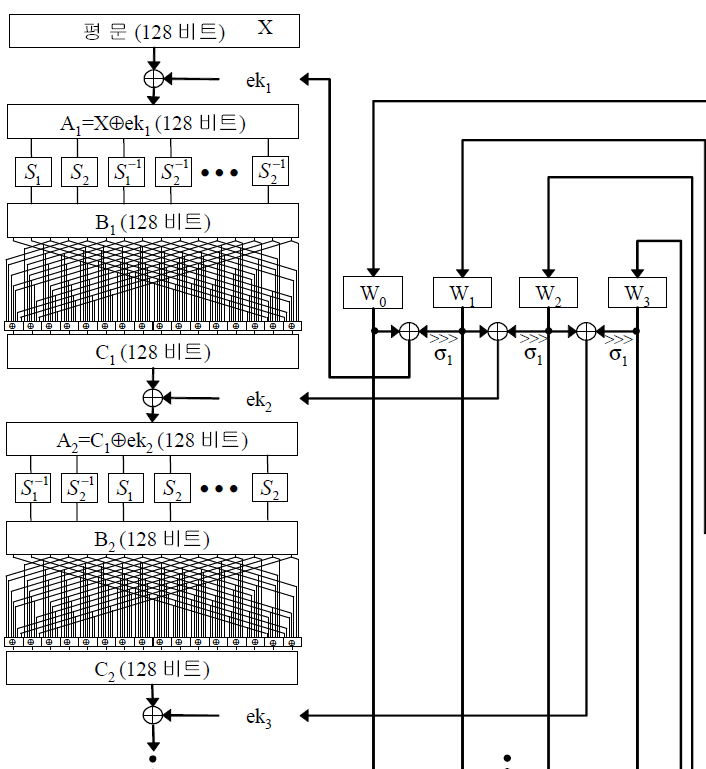 평 문 (128 비트) X
ek₁
A₁=X⊕ek₁ (128 비트)
S₁ S₂ S₁⁻¹ S₂⁻¹ ••• S₂⁻¹
B₁ (128 비트)
W₀ W₁ W₂ W₃
>>> >>> >>>
σ₁ σ₁ σ₁
C₁ (128 비트)
ek₂
A₂=C₁⊕ek₂ (128 비트)
S₁⁻¹ S₂⁻¹ S₁ S₂ ••• S₂
B₂ (128 비트)
C₂ (128 비트)
ek₃